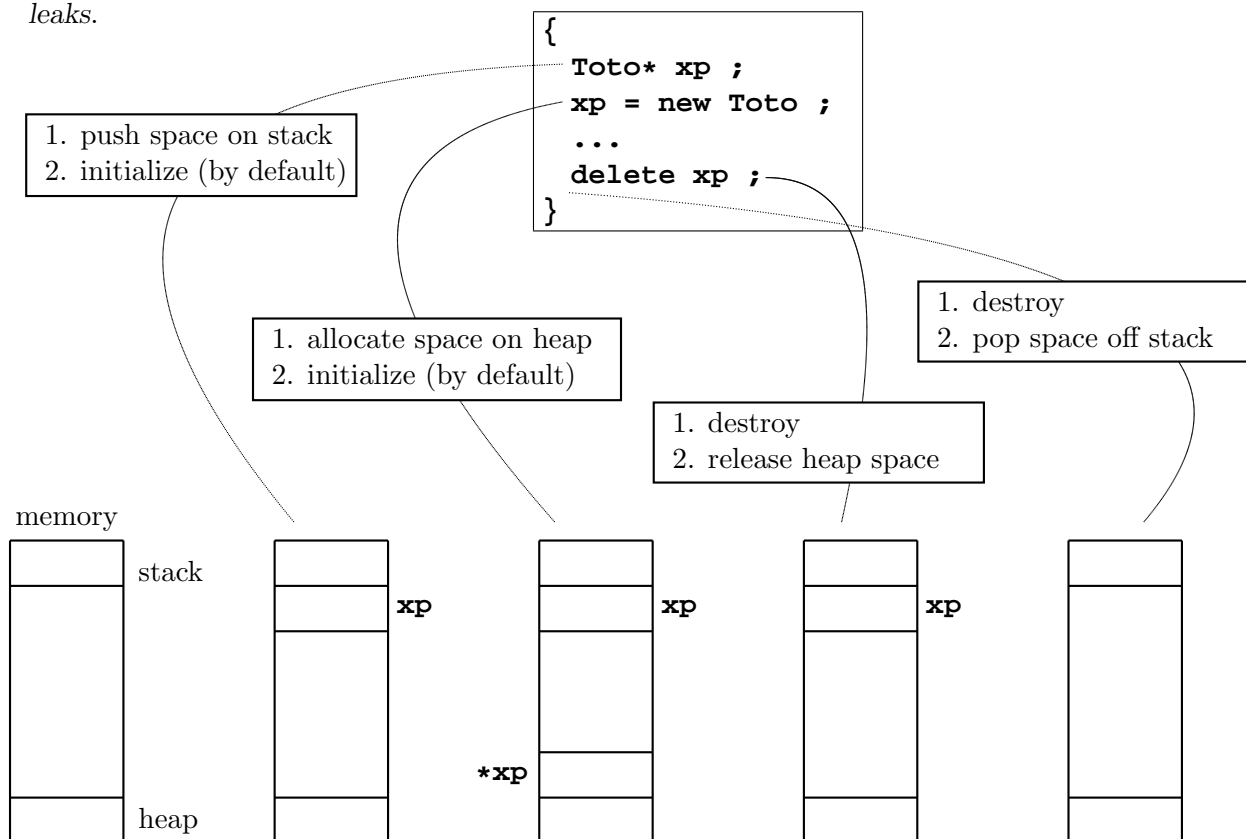 leaks.
{
Toto* xp ;
xp = new Toto ;
...
delete xp ;
}
1. push space on stack
2. initialize (by default)
1. allocate space on heap
2. initialize (by default)
1. destroy
2. release heap space
1. destroy
2. pop space off stack
memory
stack
xp
xp
xp
*xp
heap